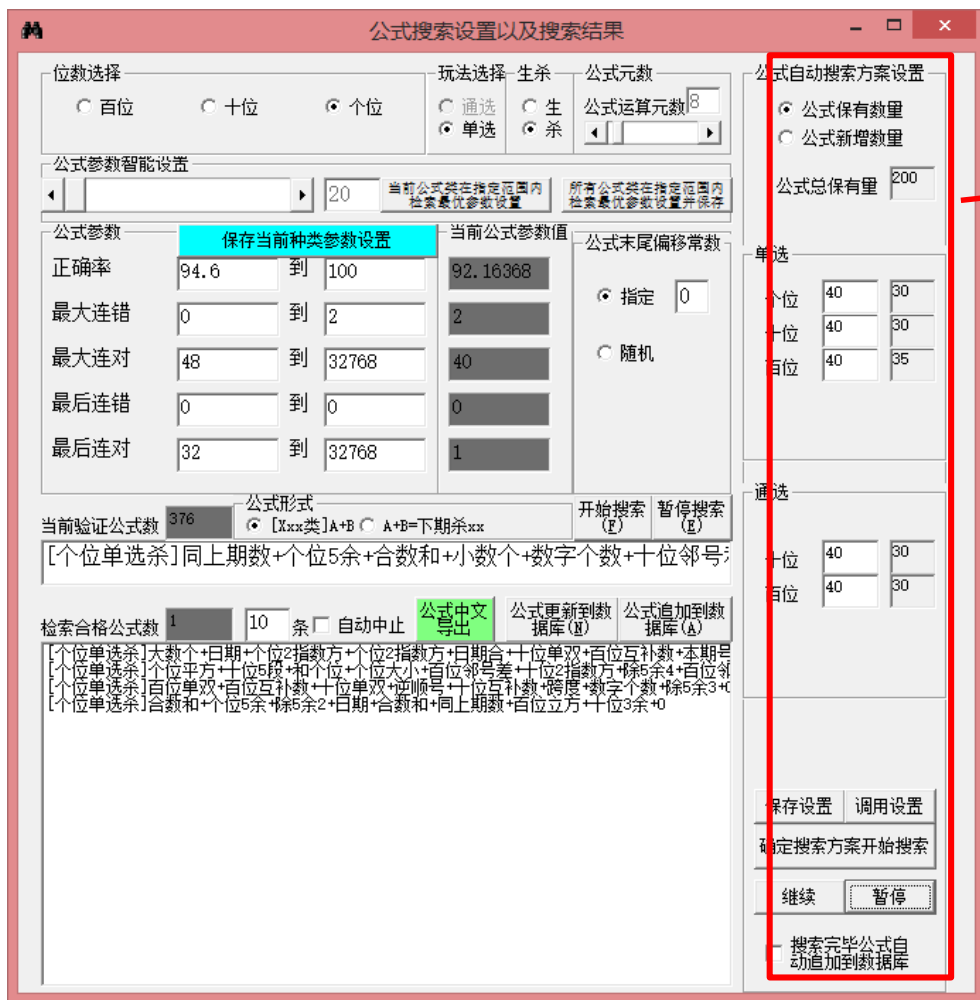 公式搜索设置以及搜索结果
位数选择
百位 十位 个位
玩法选择
通选
单选
生杀
生
杀
公式元数
公式运算元数 8
公式参数智能设置
20
当前公式类在指定范围内
检索最优参数设置
所有公式类在指定范围内
检索最优参数设置并保存
公式参数
保存当前种类参数设置
当前公式参数值
正确率 94.6 到 100 92.16368
最大连错 0 到 2 2
最大连对 48 到 32768 40
最后连错 0 到 0 0
最后连对 32 到 32768 1
公式末尾偏移常数
指定 0
随机
当前验证公式数 376
公式形式
[Xxx类]A+B A+B=下期杀xx
开始搜索
(F)
暂停搜索
(E)
[个位单选杀]同上期数+个位5余+合数和+小数个+数字个数+十位邻号
检索合格公式数 1 10 条 自动中止
公式中文
导出
公式更新到数
据库(N)
公式追加到数
据库(A)
[个位单选杀]大数个+日期+个位2指数方+个位2指数方+日期合+十位单双+百位互补数+本期号
[个位单选杀]个位平方+十位5段+和个位+个位大小+百位邻号差+十位2指数方+除5余4+百位邻
[个位单选杀]百位单双+百位互补数+十位单双+逆顺号+十位互补数+跨度+数字个数+除5余3+0
[个位单选杀]合数和+个位5余+除5余2+日期+合数和+同上期数+百位立方+十位3余+0
公式自动搜索方案设置
公式保有数量
公式新增数量
公式总保有量 200
单选
个位 40 30
十位 40 30
百位 40 35
通选
十位 40 30
百位 40 30
保存设置 调用设置
确定搜索方案开始搜索
继续 暂停
搜索完毕公式自
动追加到数据库